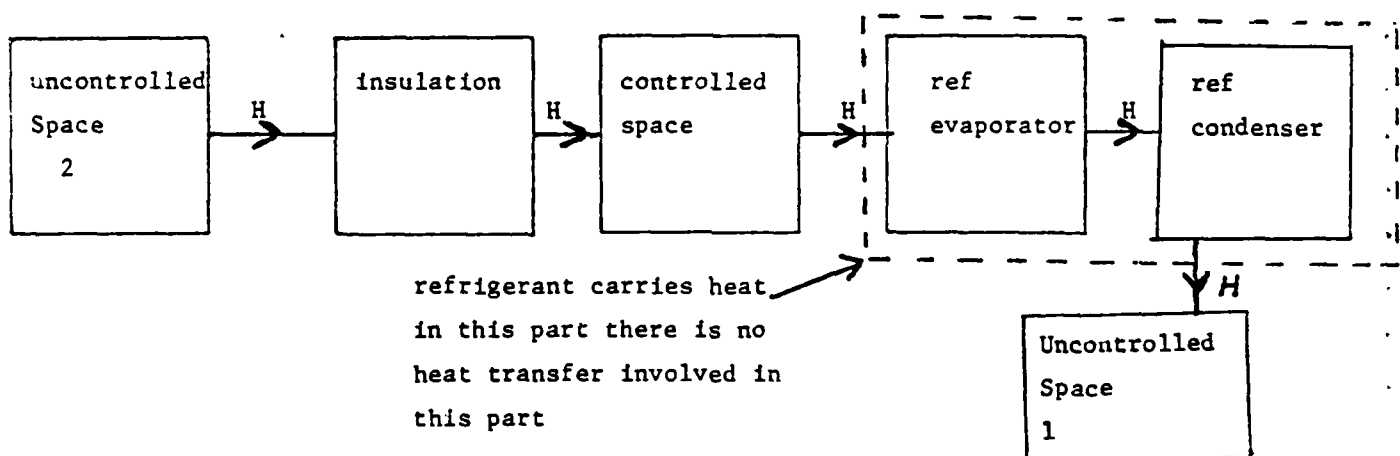 uncontrolled
Space
2
H
insulation
H
controlled
space
H
ref
evaporator
H
ref
condenser
H
refrigerant carries heat
in this part there is no
heat transfer involved in
this part
Uncontrolled
Space
1